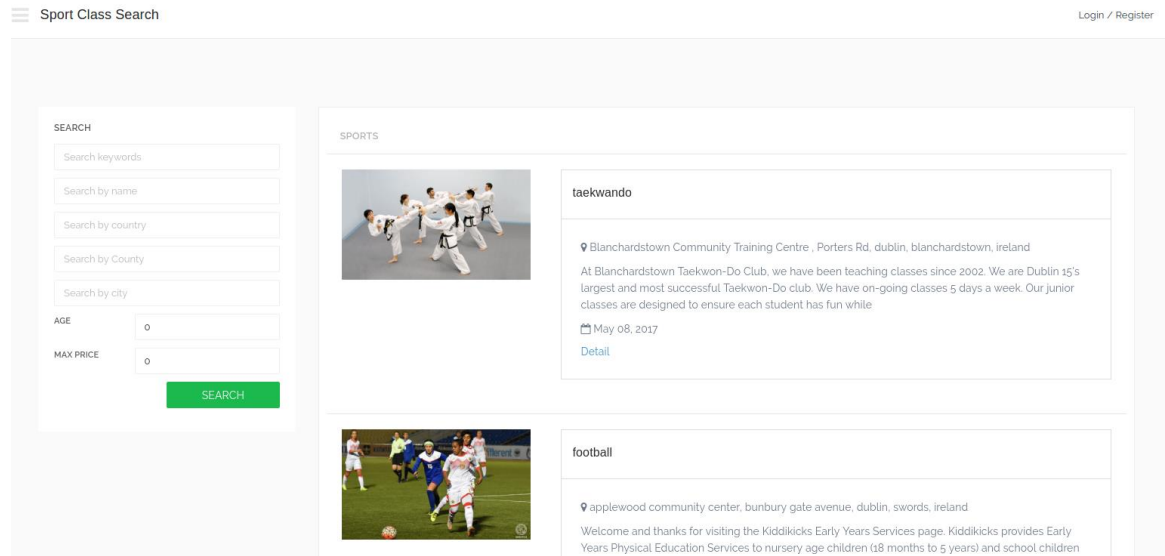 Sport Class Search
Login / Register
SEARCH
Search keywords
Search by name
Search by country
Search by County
Search by city
AGE
0
MAX PRICE
0
SEARCH
SPORTS
taekwando
Blanchardstown Community Training Centre , Porters Rd, dublin, blanchardstown, ireland
At Blanchardstown Taekwon-Do Club, we have been teaching classes since 2002. We are Dublin 15's
largest and most successful Taekwon-Do club. We have on-going classes 5 days a week. Our junior
classes are designed to ensure each student has fun while
May 08, 2017
Detail
football
applewood community center, bunbury gate avenue, dublin, swords, ireland
Welcome and thanks for visiting the Kiddikicks Early Years Services page. Kiddikicks provides Early
Years Physical Education Services to nursery age children (18 months to 5 years) and school children